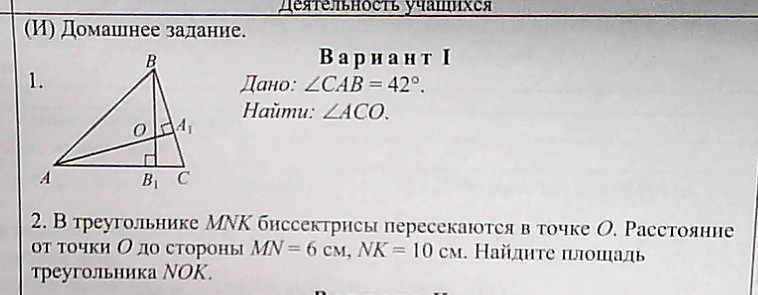 Деятельность учащихся
(И) Домашнее задание.
Вариант I
1.
Дано: ∠CAB = 42°.
Найти: ∠ACO.
B
O
A₁
A
B₁
C
2. В треугольнике MNK биссектрисы пересекаются в точке O. Расстояние
от точки O до стороны MN = 6 см, NK = 10 см. Найдите площадь
треугольника NOK.